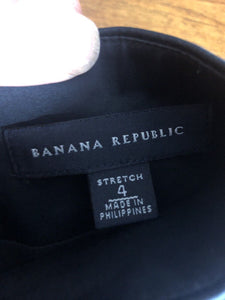 BANANA REPUBLIC
STRETCH
4
MADE IN
PHILIPPINES